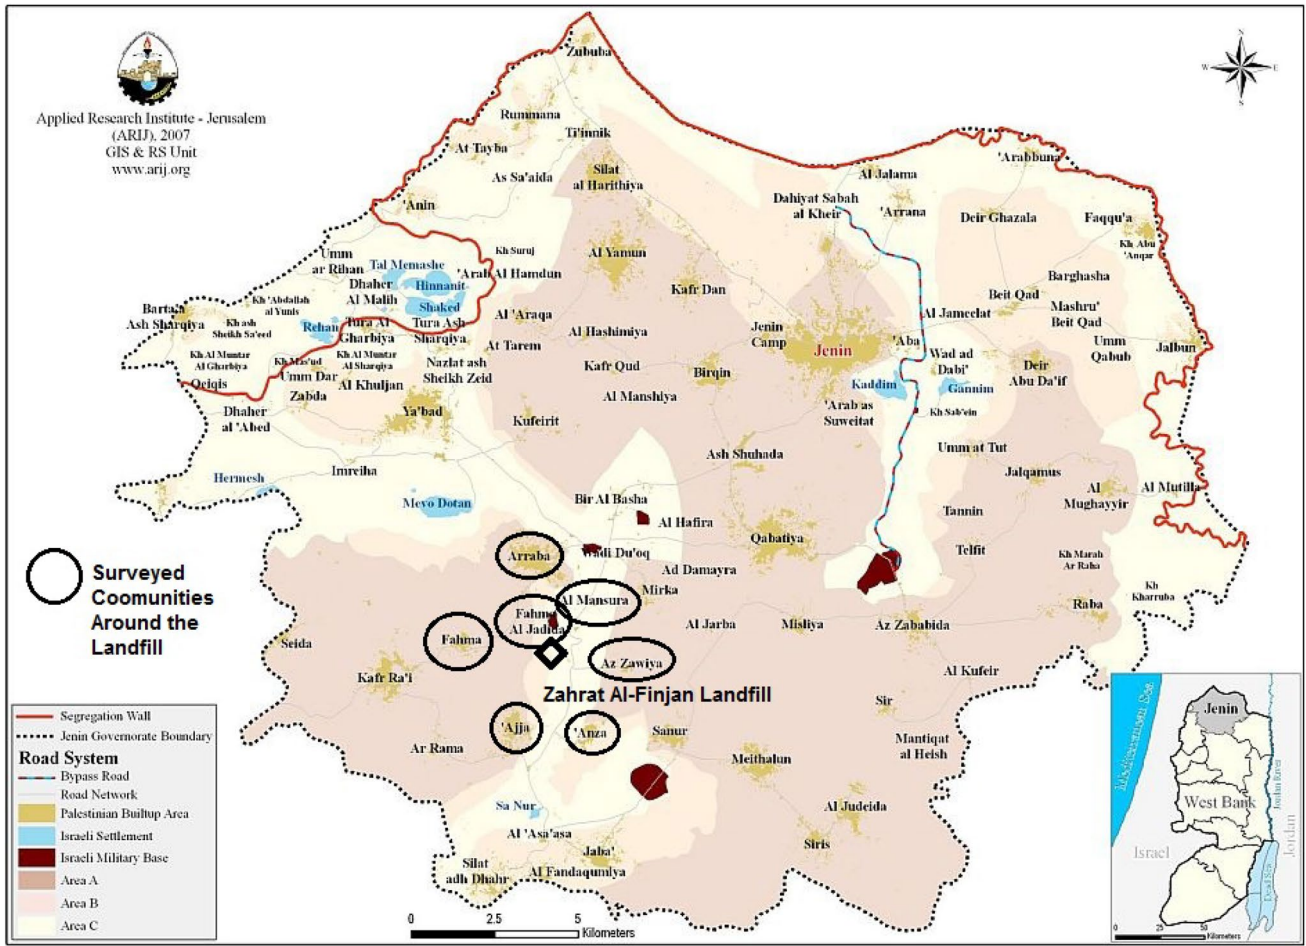 Applied Research Institute - Jerusalem
(ARIJ), 2007
GIS & RS Unit
www.arij.org
N
W
E
S
Zububa
Rummana
Ti'innik
At Tayba
'Arabbuna
As Sa'aida
Silat
al Harithiya
Al Jalama
Dahiyat Sabah
al Kheir
'Arrana
'Anin
Deir Ghazala
Faqqu'a
Kh Suruj
Al Yamun
Kh Abu
'Anqar
Umm
ar Rihan
Tal Memashe
'Arab Al Hamdun
Dhaher
Al Malih
Hinnanit
Kafr Dan
Barghasha
Beit Qad
Kh 'Abdallah
al Yunis
Shaked
Mashru'
Beit Qad
Barta'a
Ash Sharqiya
Kh ash
Sheikh Sa'eed
Rehan
Tura Al
Gharbiya
Tura Ash
Sharqiya
Al 'Araqa
Al Hashimiya
Jenin
Camp
Jenin
Al Jameelat
'Aba
Umm
Qabub
Jalbun
At Tarem
Kh Al Muntar
Al Gharbiya
Kh Mas'ud
Kh Al Muntar
Al Sharqiya
Nazlat ash
Sheikh Zeid
Kafr Qud
Birqin
Wad ad
Dabi'
Deir
Abu Da'if
Qeiqis
Umm Dar
Al Khuljan
Kaddim
Gannim
Zabda
Al Manshiya
Dhaher
al 'Abed
Ya'bad
Kufeirit
'Arab as
Suweitat
Kh Sab'ein
Ash Shuhada
Umm at Tut
Imreiha
Jalqamus
Hermesh
Al
Mughayyir
Al Mutilla
Mevo Dotan
Bir Al Basha
Al Hafira
Tannin
Qabatiya
Arraba
Wadi Du'oq
Telfit
Kh Marah
Ar Raha
Ad Damayra
Surveyed
Coomunities
Around the
Landfill
Mirka
Kh
Kharruba
Al Mansura
Raba
Fahma
Al Jadida
Al Jarba
Misliya
Az Zababida
Seida
Fahma
Az Zawiya
Al Kufeir
Kafr Ra'i
Zahrat Al-Finjan Landfill
Sir
'Ajja
'Anza
Sanur
Ar Rama
Mantiqat
al Heish
Meithalun
Sa Nur
Al Judeida
Al 'Asa'asa
Siris
Jaba'
Silat
adh Dhahr
Al Fandaqumiya
0
2.5
5
Kilometers
Segregation Wall
Jenin Governorate Boundary
Road System
Bypass Road
Road Network
Palestinian Builtup Area
Israeli Settlement
Israeli Military Base
Area A
Area B
Area C
Mediterranean Sea
Jenin
West Bank
Jordan River
Israel
Jordan
Dead Sea
0
25
50
Kilometers